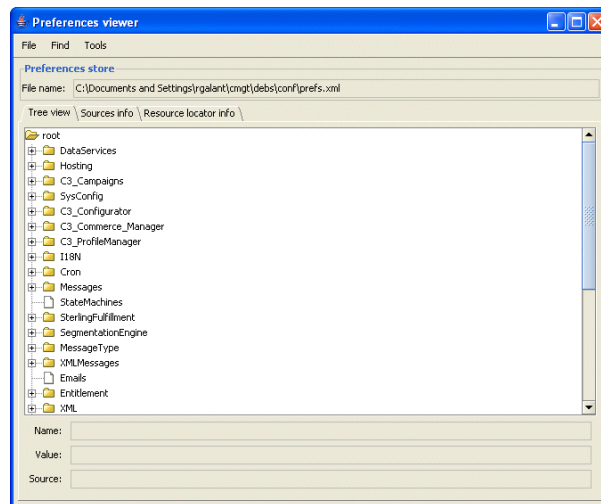 Preferences viewer
File Find Tools
Preferences store
File name: C:\Documents and Settings\rgalant\cmgt\debs\conf\prefs.xml
Tree view Sources info Resource locator info
root
DataServices
Hosting
C3_Campaigns
SysConfig
C3_Configurator
C3_Commerce_Manager
C3_ProfileManager
I18N
Cron
Messages
StateMachines
SterlingFulfillment
SegmentationEngine
MessageType
XMLMessages
Emails
Entitlement
XML
Name:
Value:
Source: